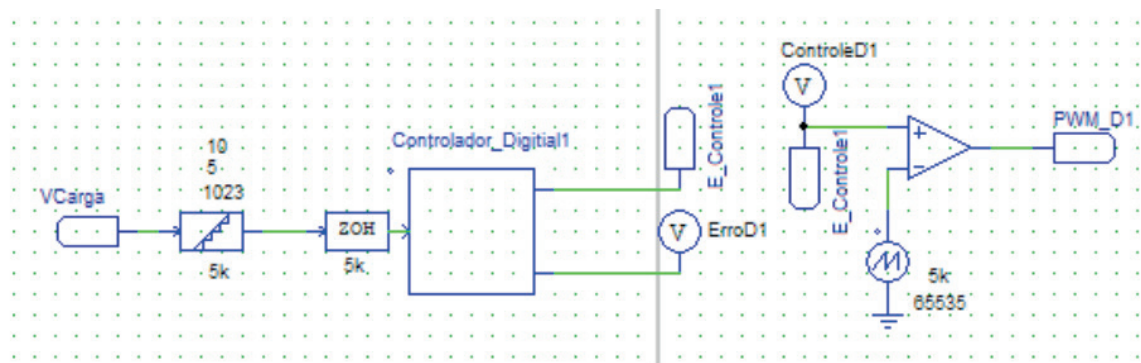 VCarga
10
5
1023
5k
ZOH
5k
Controlador_Digitial1
E_Controle1
V
ErroD1
ControleD1
V
E_Controle1
PWM_D1
5k
65535